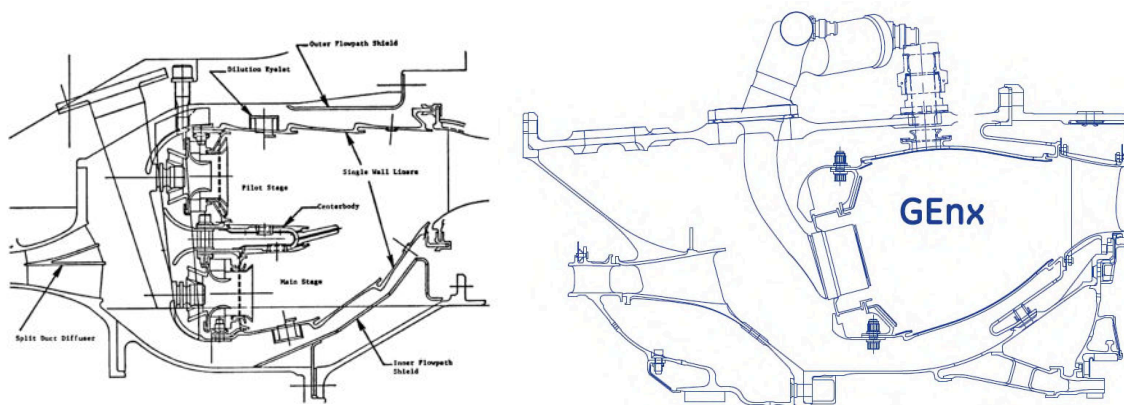 Outer Flowpath Shield
Dilution Eyelet
Single Wall Liners
Pilot Stage
Centerbody
Main Stage
Split Duct Diffuser
Inner Flowpath
Shield
GEnx